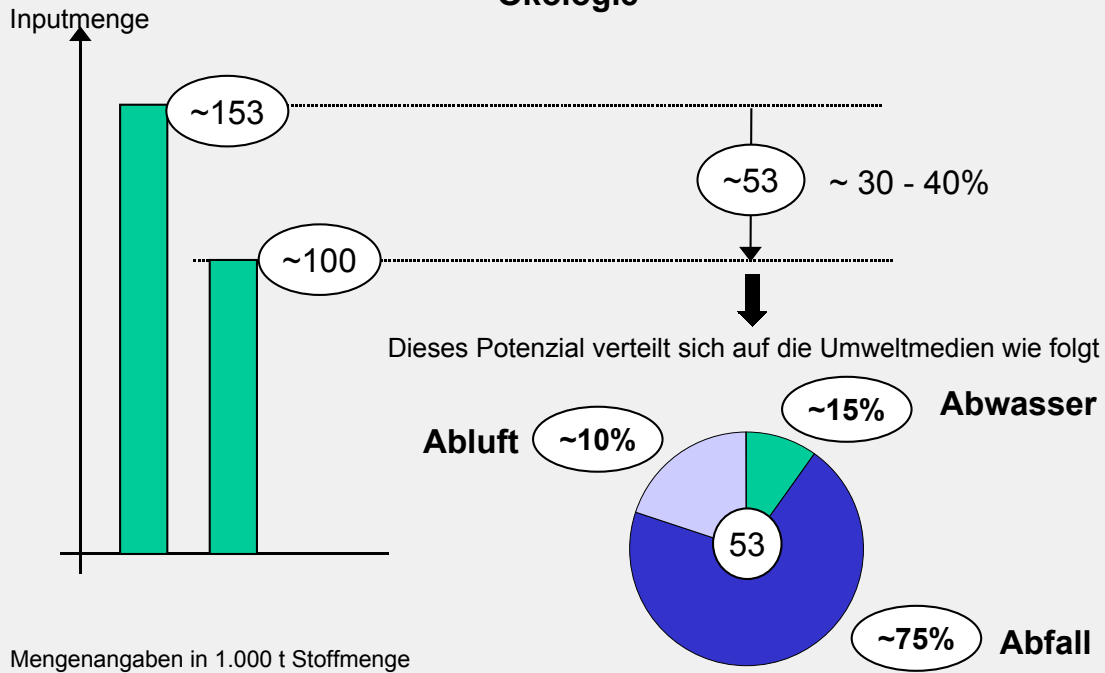 Ökologie
Inputmenge
~153
~53
~ 30 - 40%
~100
Dieses Potenzial verteilt sich auf die Umweltmedien wie folgt
~15%
Abwasser
Abluft
~10%
53
~75%
Abfall
Mengenangaben in 1.000 t Stoffmenge